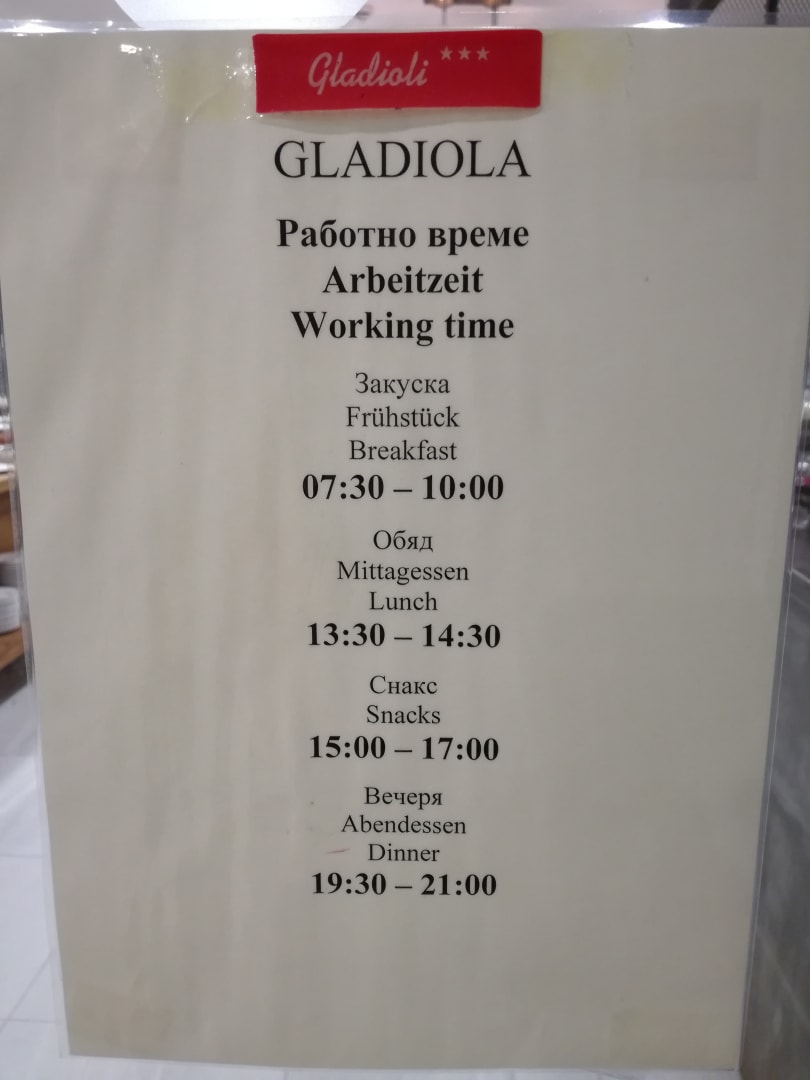 Gladioli ***
GLADIOLA
Работно време
Arbeitzeit
Working time
Закуска
Frühstück
Breakfast
07:30 – 10:00
Обяд
Mittagessen
Lunch
13:30 – 14:30
Снакс
Snacks
15:00 – 17:00
Вечеря
Abendessen
Dinner
19:30 – 21:00